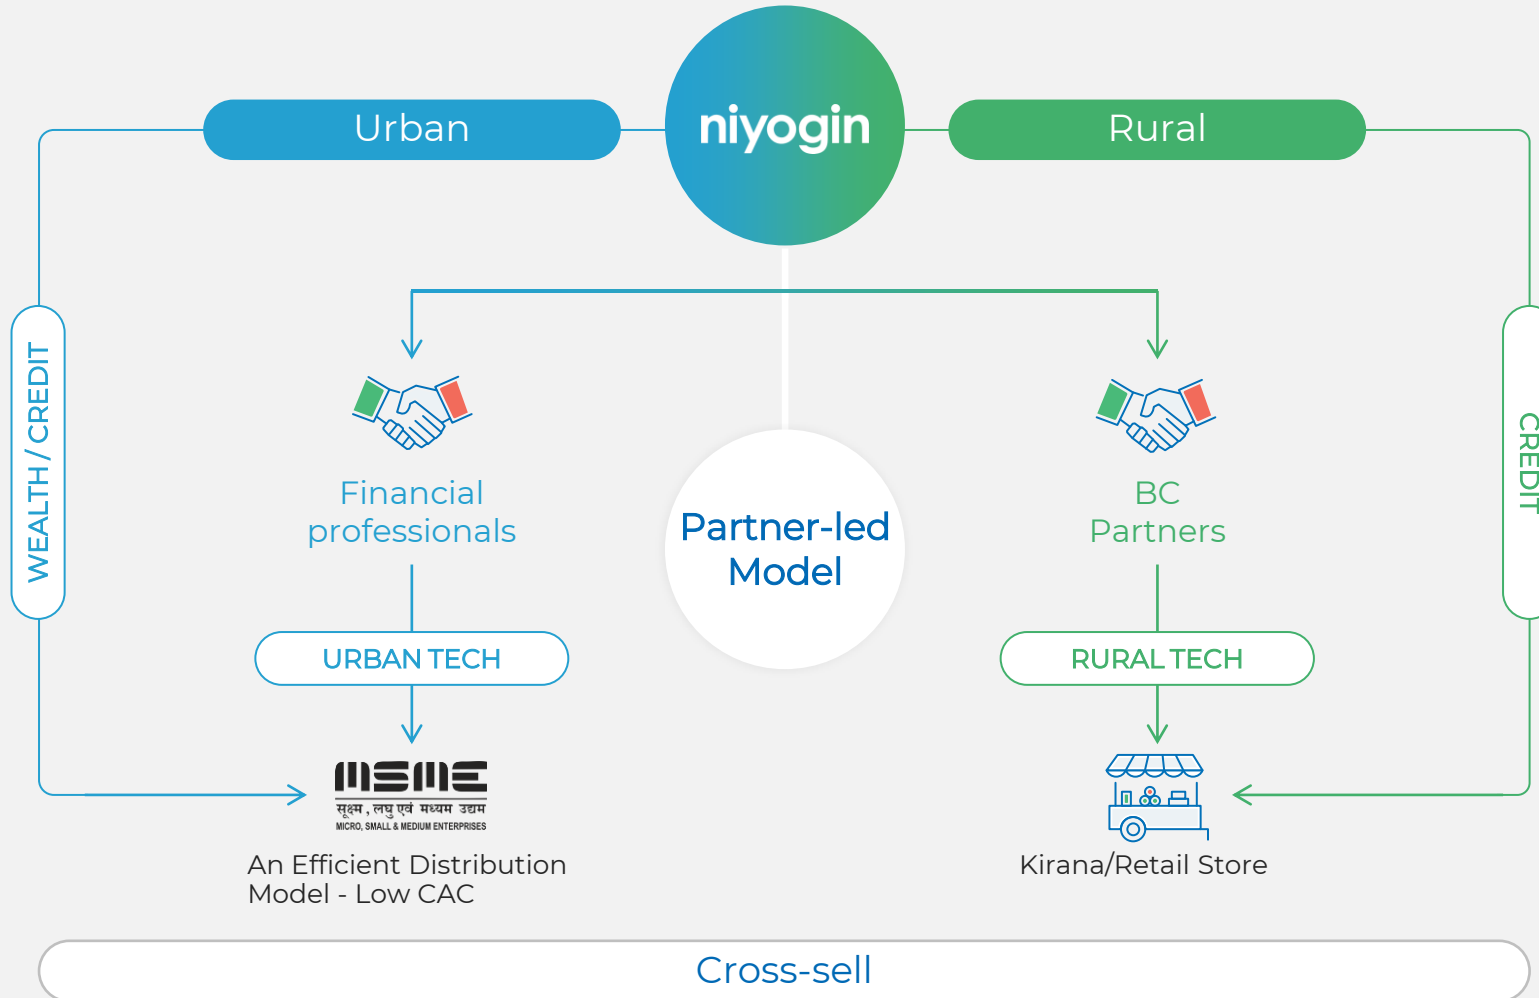 niyogin
Urban
Rural
WEALTH / CREDIT
CREDIT
Financial
professionals
BC
Partners
Partner-led
Model
URBAN TECH
RURAL TECH
MSME
सूक्ष्म , लघु एवं मध्यम उद्यम
MICRO, SMALL & MEDIUM ENTERPRISES
An Efficient Distribution
Model - Low CAC
Kirana/Retail Store
Cross-sell